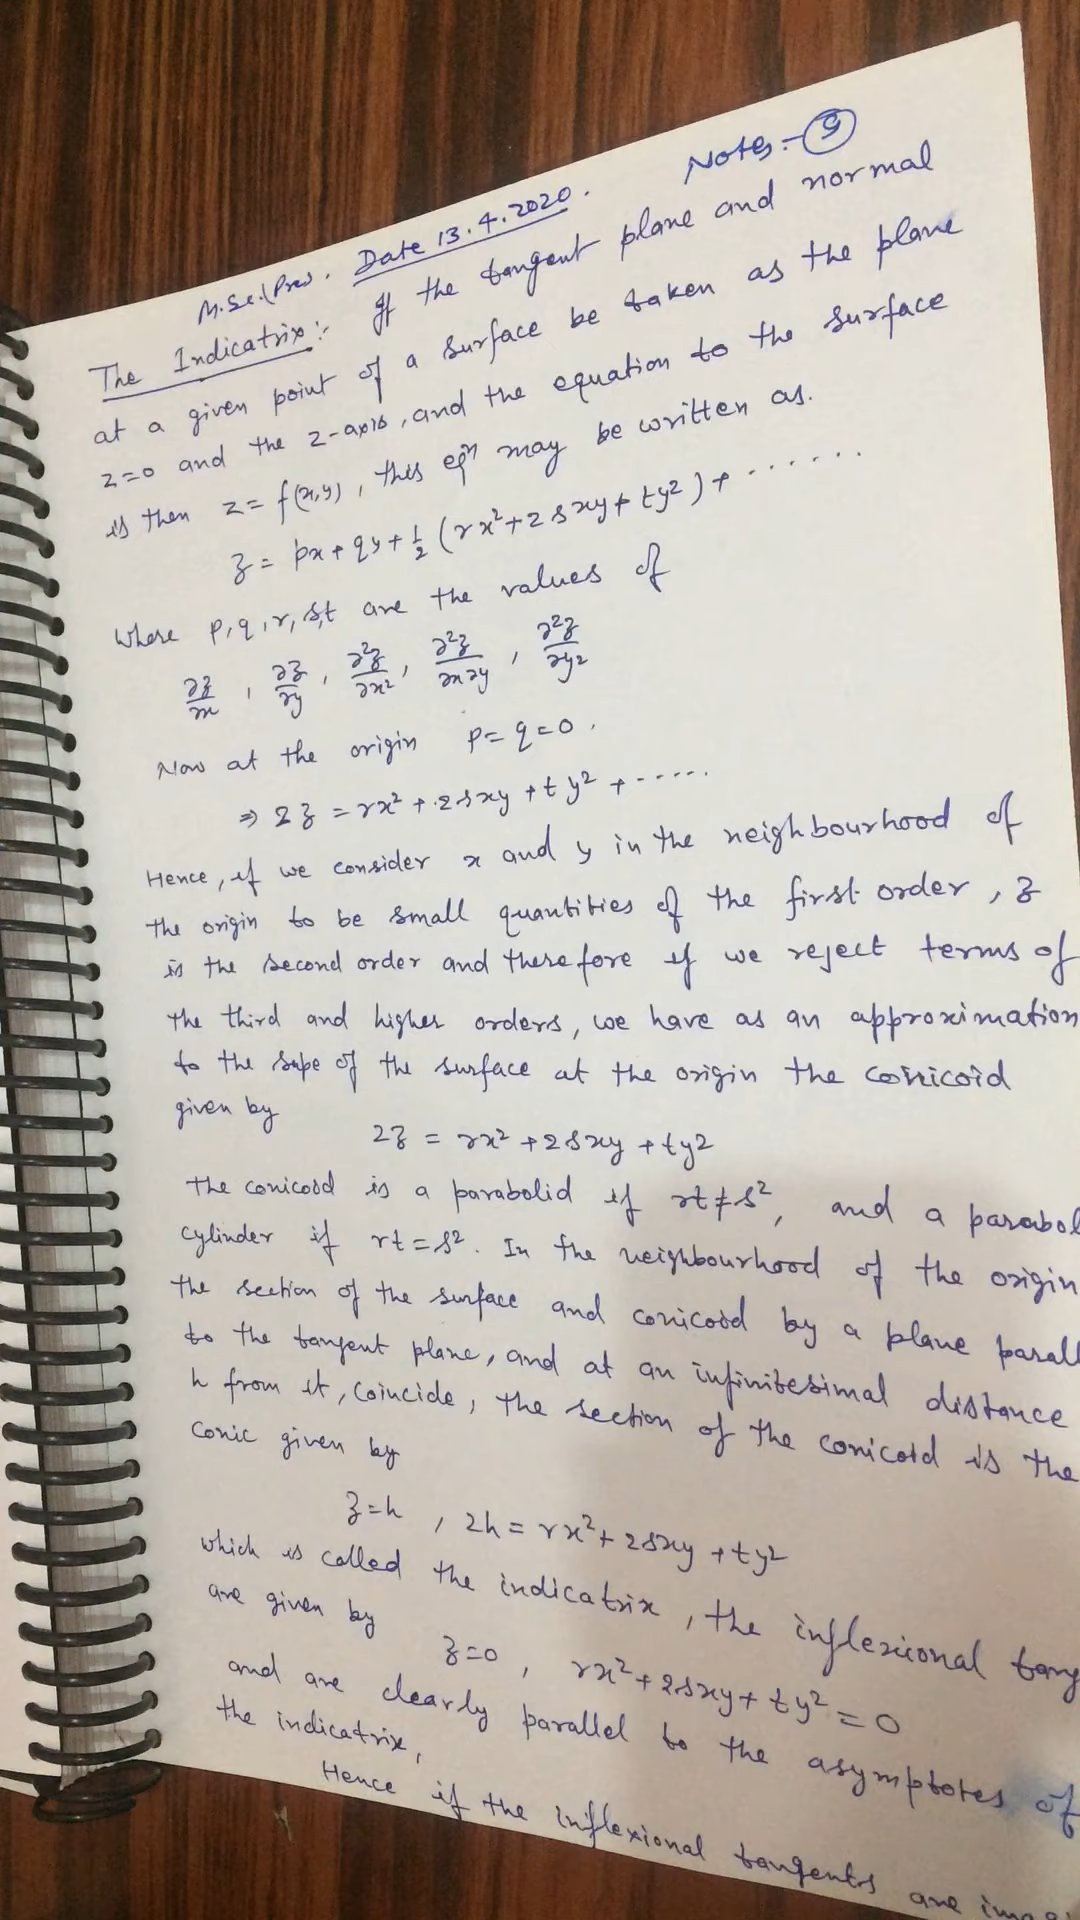 Notes :- 9
M.Sc.(Prev. Date 13.4.2020.
The Indicatrix :- If the tangent plane and normal
at a given point of a surface be taken as the plane
z=0 and the z-axis, and the equation to the surface
is then z = f(x,y), this eqn may be written as.
z = px + qy + 1/2 (rx² + 2sxy + ty²) + .......
Where p, q, r, s, t are the values of
∂z/∂x, ∂z/∂y, ∂²z/∂x², ∂²z/∂x∂y, ∂²z/∂y²
Now at the origin p = q = 0.
⇒ 2z = rx² + 2sxy + ty² + ......
Hence, if we consider x and y in the neighbourhood of
the origin to be small quantities of the first order, z
is the second order and therefore if we reject terms of
the third and higher orders, we have as an approximation
to the sape of the surface at the origin the conicoid
given by
2z = rx² + 2sxy + ty²
The conicoid is a parabolid if rt ≠ s², and a parabol
cylinder if rt = s². In the neighbourhood of the origin
the section of the surface and conicoid by a plane parall
to the tangent plane, and at an infinitesimal distance
h from it, coincide, the section of the conicoid is the
conic given by
z = h, 2h = rx² + 2sxy + ty²
which is called the indicatrix, the inflexional tang
are given by
z = 0, rx² + 2sxy + ty² = 0
and are clearly parallel to the asymptotes of
the indicatrix,
Hence if the inflexional tangents are imagi